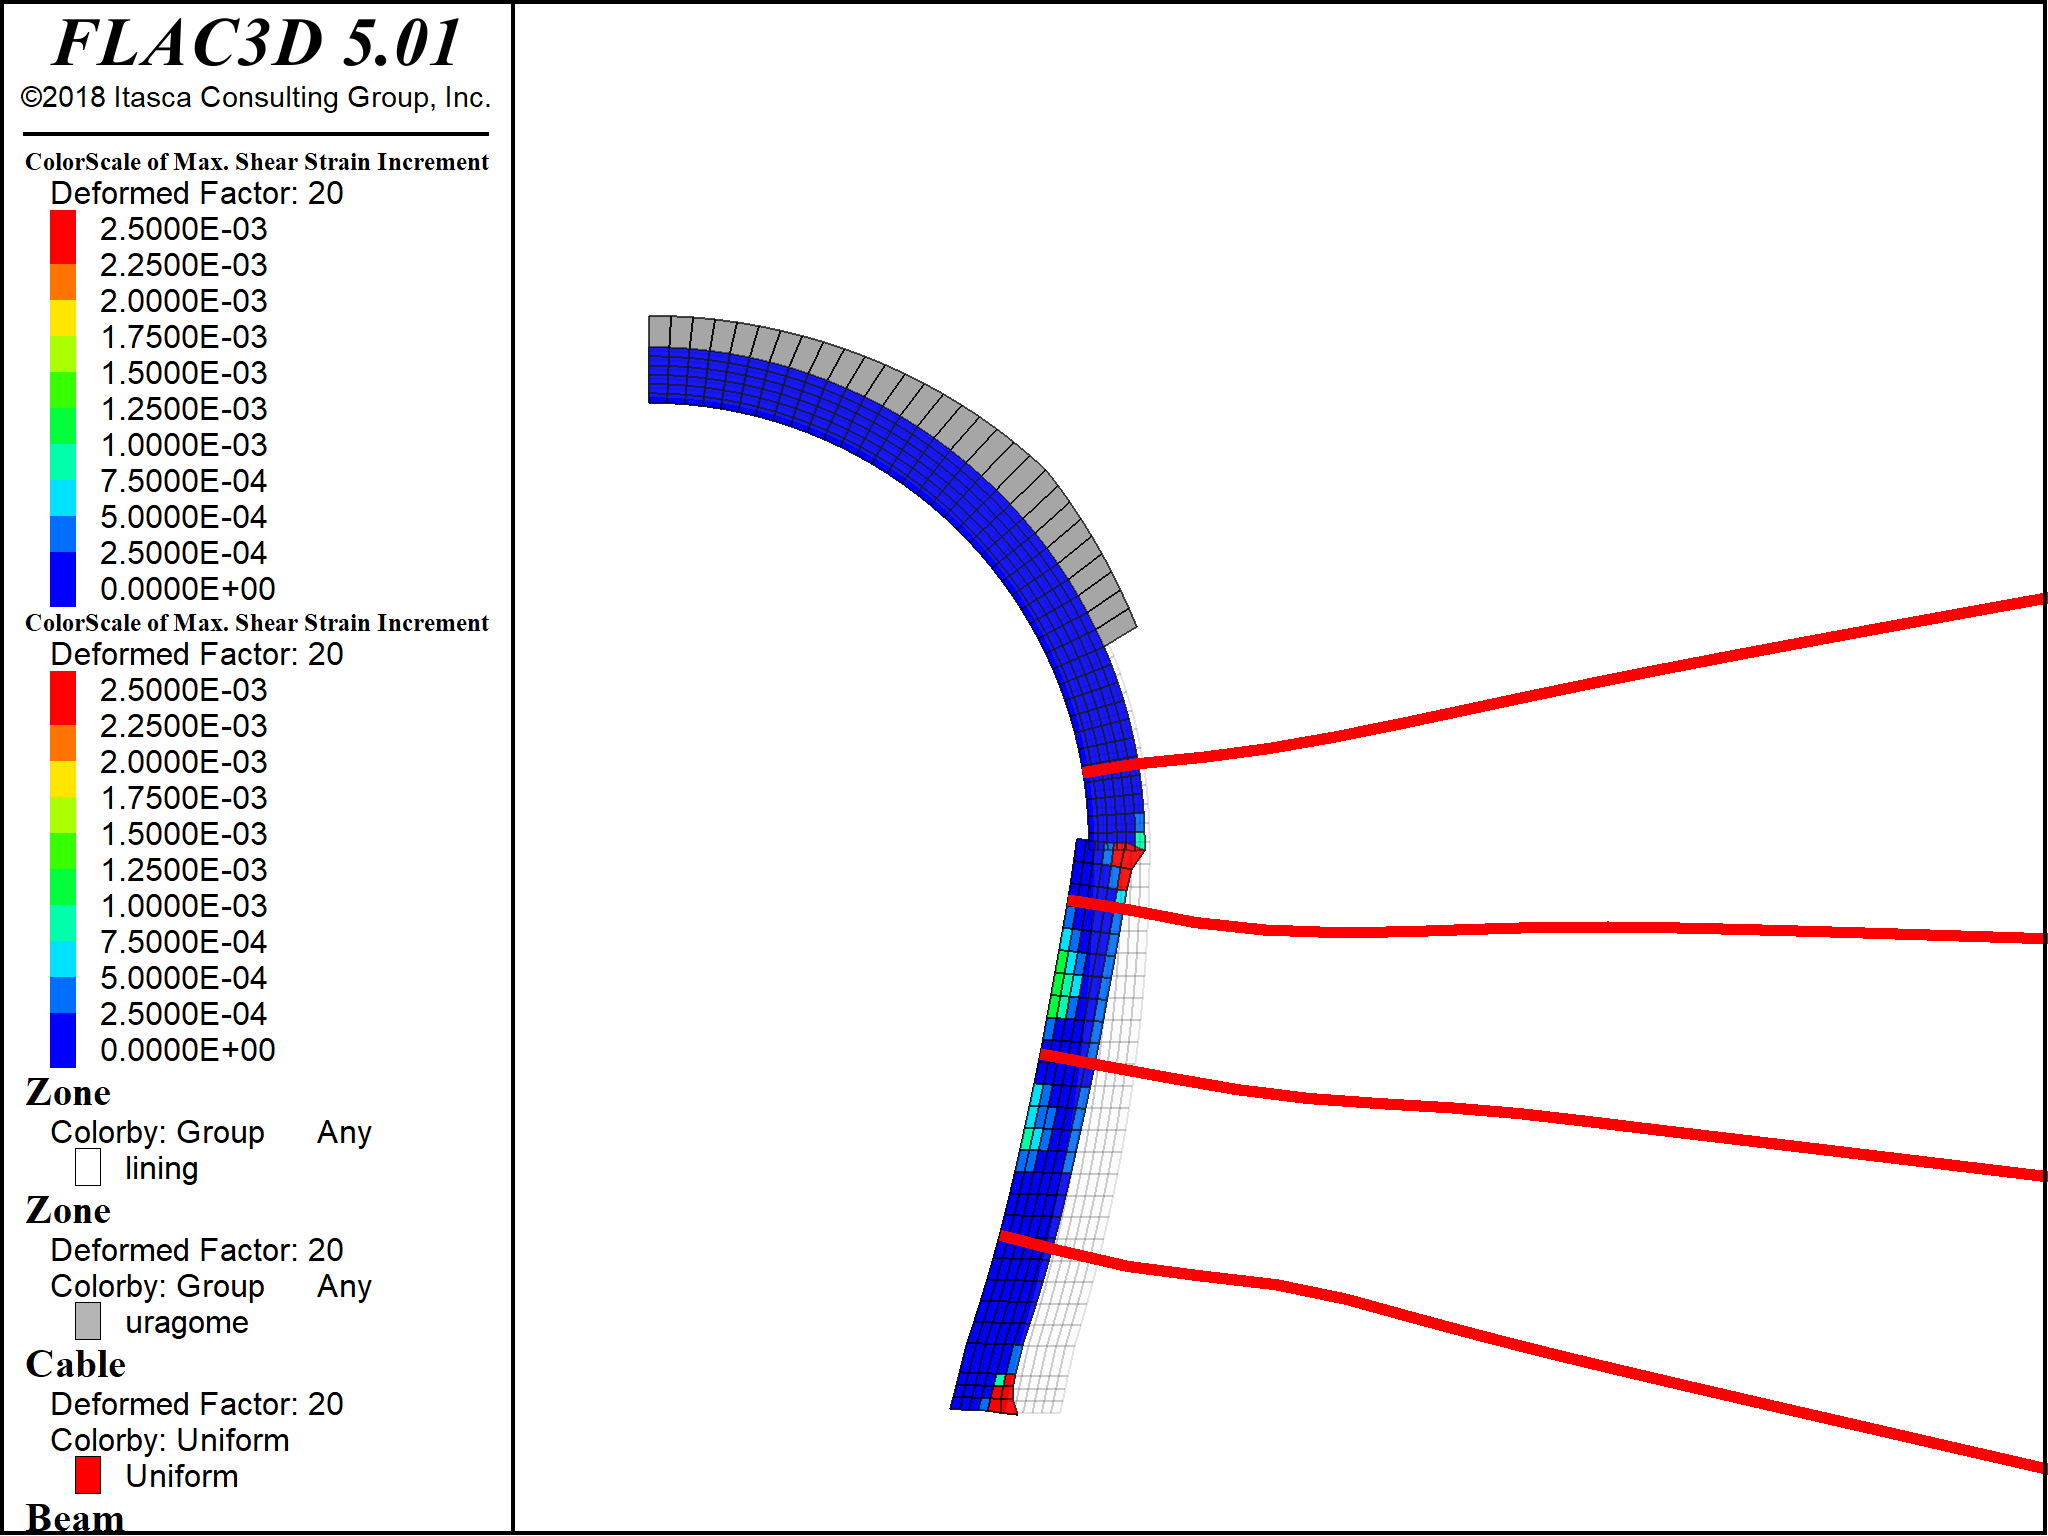 FLAC3D 5.01
©2018 Itasca Consulting Group, Inc.
ColorScale of Max. Shear Strain Increment
Deformed Factor: 20
2.5000E-03
2.2500E-03
2.0000E-03
1.7500E-03
1.5000E-03
1.2500E-03
1.0000E-03
7.5000E-04
5.0000E-04
2.5000E-04
0.0000E+00
ColorScale of Max. Shear Strain Increment
Deformed Factor: 20
2.5000E-03
2.2500E-03
2.0000E-03
1.7500E-03
1.5000E-03
1.2500E-03
1.0000E-03
7.5000E-04
5.0000E-04
2.5000E-04
0.0000E+00
Zone
Colorby: Group Any
lining
Zone
Deformed Factor: 20
Colorby: Group Any
uragome
Cable
Deformed Factor: 20
Colorby: Uniform
Uniform
Beam